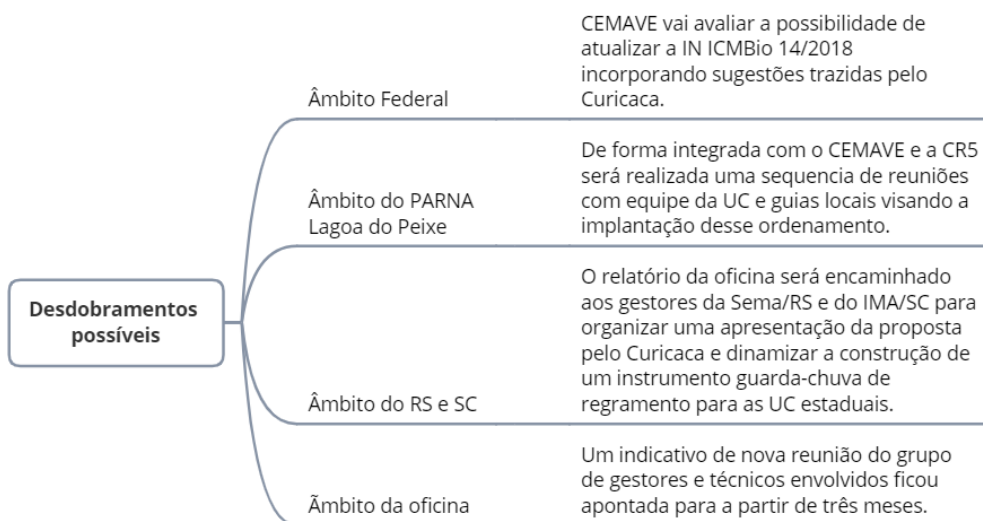 Desdobramentos
possíveis
Âmbito Federal
CEMAVE vai avaliar a possibilidade de
atualizar a IN ICMBio 14/2018
incorporando sugestões trazidas pelo
Curicaca.
Âmbito do PARNA
Lagoa do Peixe
De forma integrada com o CEMAVE e a CR5
será realizada uma sequencia de reuniões
com equipe da UC e guias locais visando a
implantação desse ordenamento.
Âmbito do RS e SC
O relatório da oficina será encaminhado
aos gestores da Sema/RS e do IMA/SC para
organizar uma apresentação da proposta
pelo Curicaca e dinamizar a construção de
um instrumento guarda-chuva de
regramento para as UC estaduais.
Ãmbito da oficina
Um indicativo de nova reunião do grupo
de gestores e técnicos envolvidos ficou
apontada para a partir de três meses.